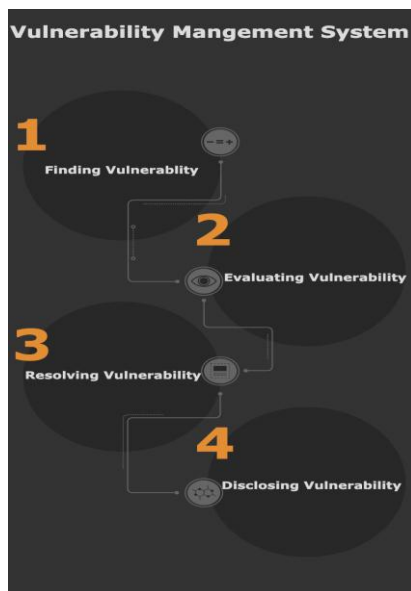 Vulnerability Mangement System
1
Finding Vulnerablity
2
Evaluating Vulnerability
3
Resolving Vulnerability
4
Disclosing Vulnerability